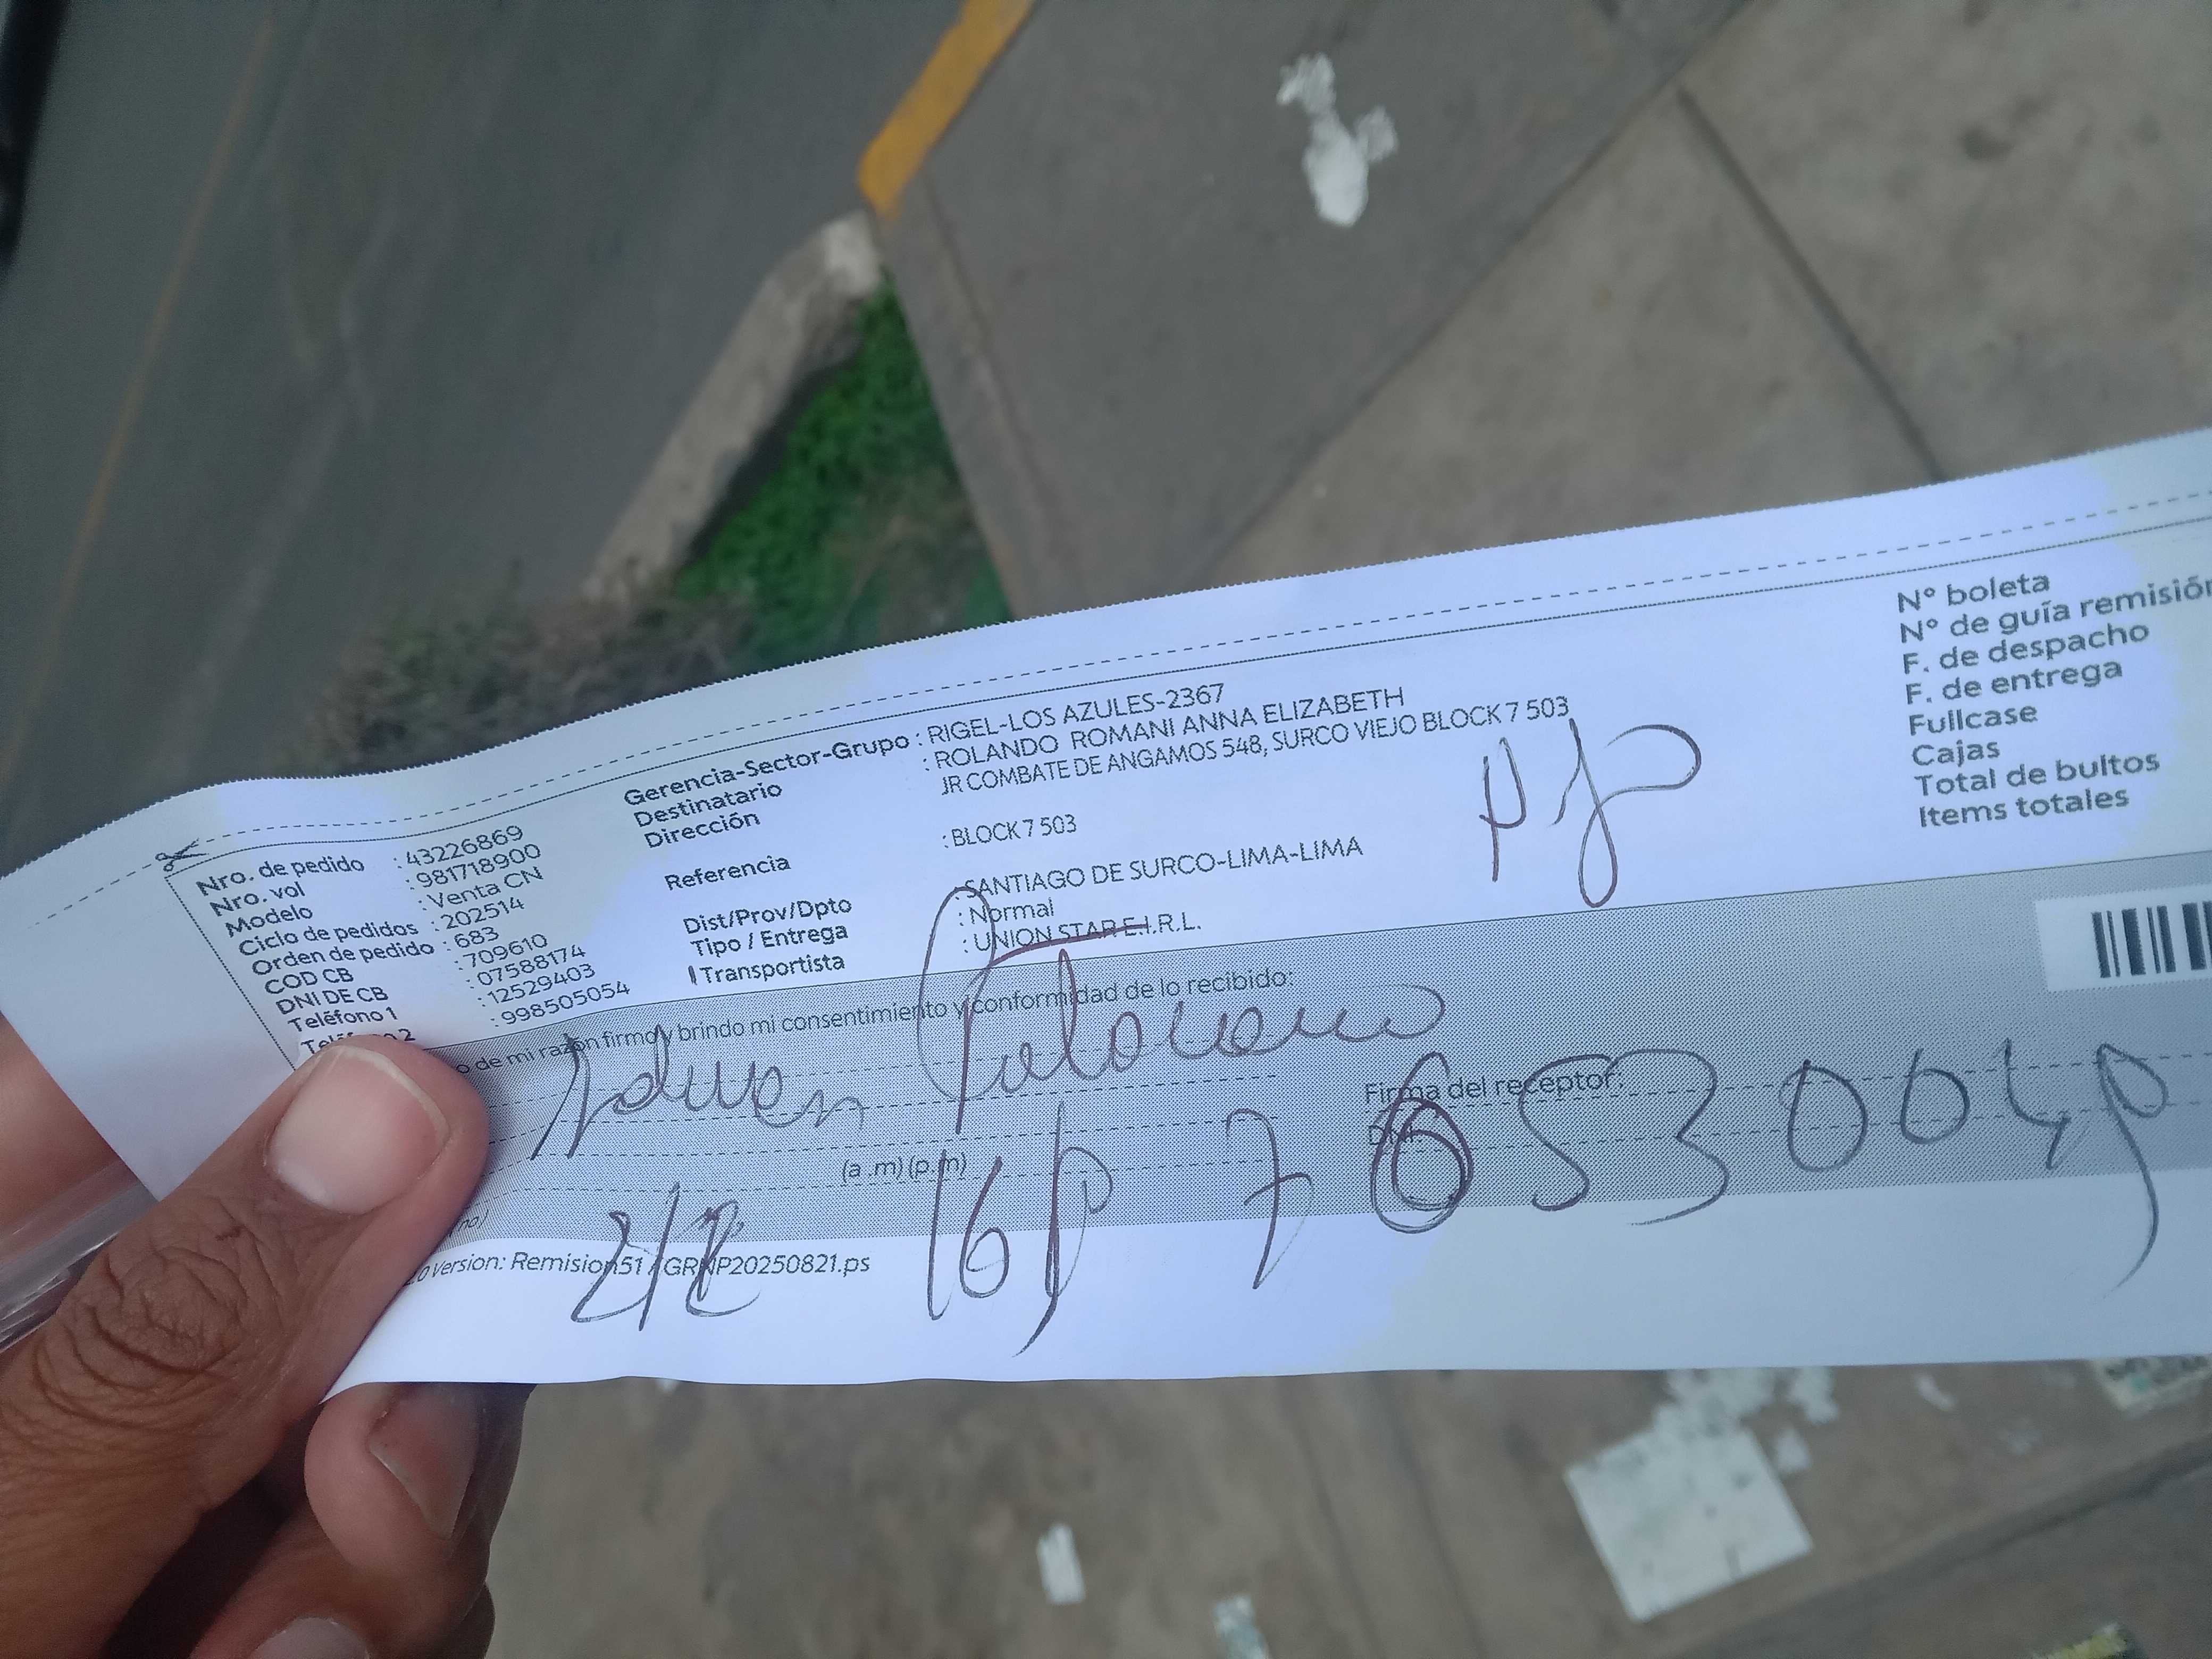 Nro. de pedido : 43226869
Nro. vol : 981718900
Modelo : Venta CN
Ciclo de pedidos : 202514
Orden de pedido : 683
COD CB : 709610
DNI DE CB : 07588174
Teléfono 1 : 12529403
Teléfono 2 : 998505054
Gerencia-Sector-Grupo : RIGEL-LOS AZULES-2367
Destinatario : ROLANDO ROMANI ANNA ELIZABETH
Dirección JR COMBATE DE ANGAMOS 548, SURCO VIEJO BLOCK 7 503
Referencia : BLOCK 7 503
Dist/Prov/Dpto : SANTIAGO DE SURCO-LIMA-LIMA
Tipo / Entrega : Normal
Transportista : UNION STAR E.I.R.L.
N° boleta
N° de guía remisión
F. de despacho
F. de entrega
Fullcase
Cajas
Total de bultos
Items totales
o de mi razón firmo y brindo mi consentimiento y conformidad de lo recibido:
Firma del receptor:
DNI
(a .m) (p.m)
.0 Version: Remision51 / GRNP20250821.ps